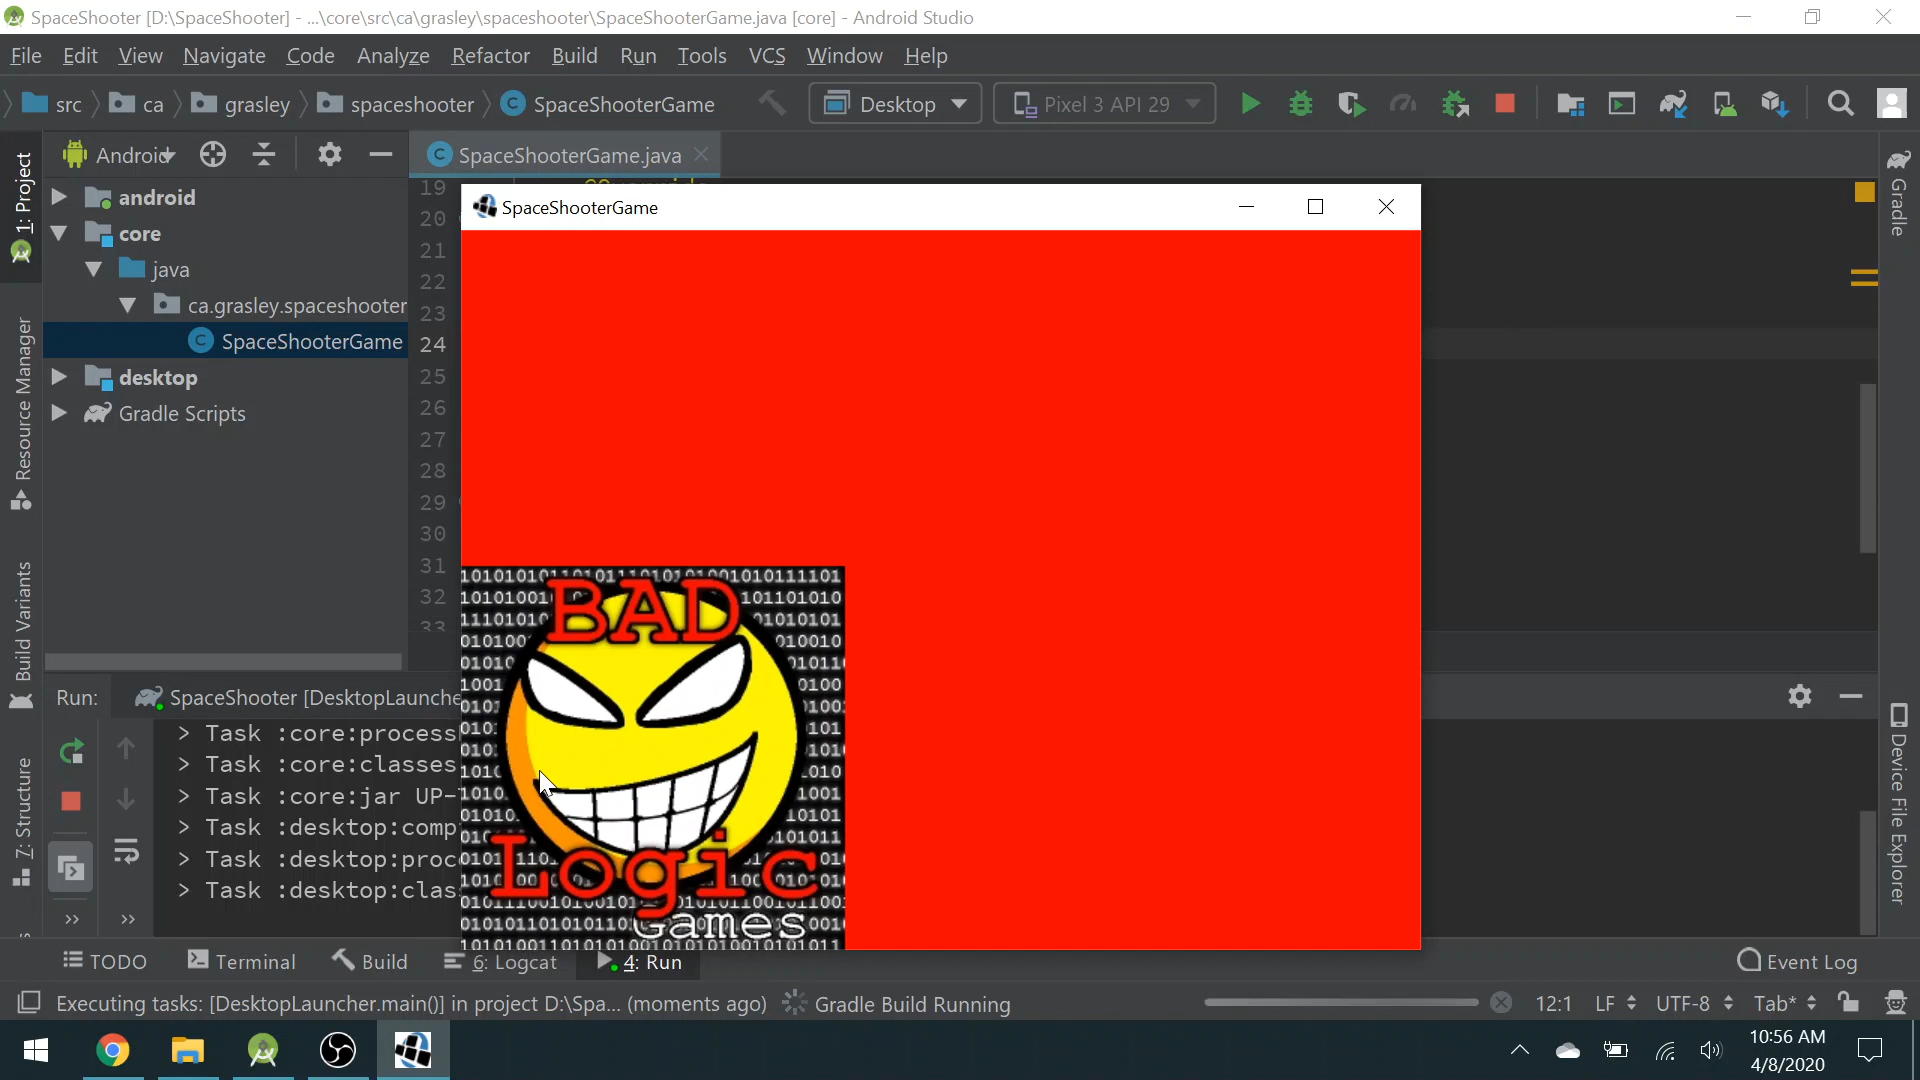 SpaceShooter [D:\SpaceShooter] - ...\core\src\ca\grasley\spaceshooter\SpaceShooterGame.java [core] - Android Studio
File Edit View Navigate Code Analyze Refactor Build Run Tools VCS Window Help
src ca grasley spaceshooter SpaceShooterGame Desktop Pixel 3 API 29
Android SpaceShooterGame.java
1: Project
Resource Manager
Build Variants
7: Structure
android
core
java
ca.grasley.spaceshooter
SpaceShooterGame
desktop
Gradle Scripts
19
20
21
22
23
24
25
26
27
28
29
30
31
32
33
SpaceShooterGame
BAD
Logic
Games
Gradle
Device File Explorer
Run: SpaceShooter [DesktopLaunche
> Task :core:process
> Task :core:classes
> Task :core:jar UP-
> Task :desktop:comp
> Task :desktop:proc
> Task :desktop:clas
TODO Terminal Build 6: Logcat 4: Run Event Log
Executing tasks: [DesktopLauncher.main()] in project D:\Spa... (moments ago) Gradle Build Running 12:1 LF UTF-8 Tab*
10:56 AM
4/8/2020